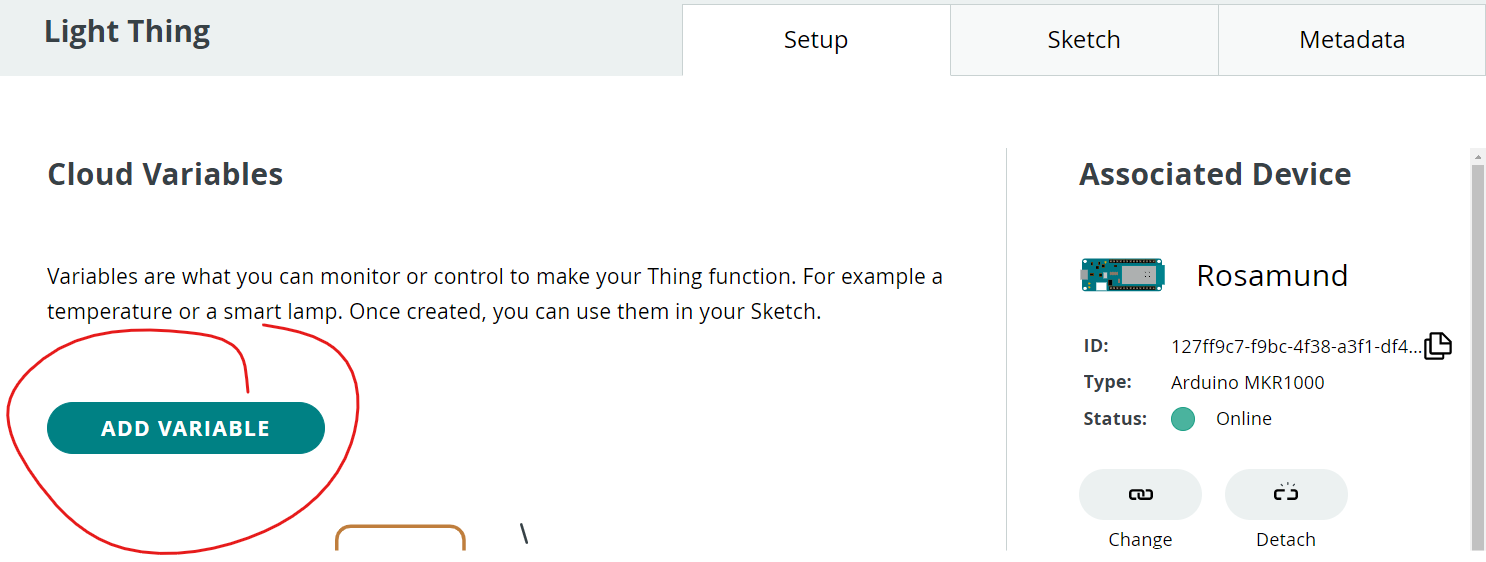 Light Thing
Setup
Sketch
Metadata
Cloud Variables
Variables are what you can monitor or control to make your Thing function. For example a
temperature or a smart lamp. Once created, you can use them in your Sketch.
ADD VARIABLE
Associated Device
Rosamund
ID: 127ff9c7-f9bc-4f38-a3f1-df4...
Type: Arduino MKR1000
Status: Online
Change
Detach